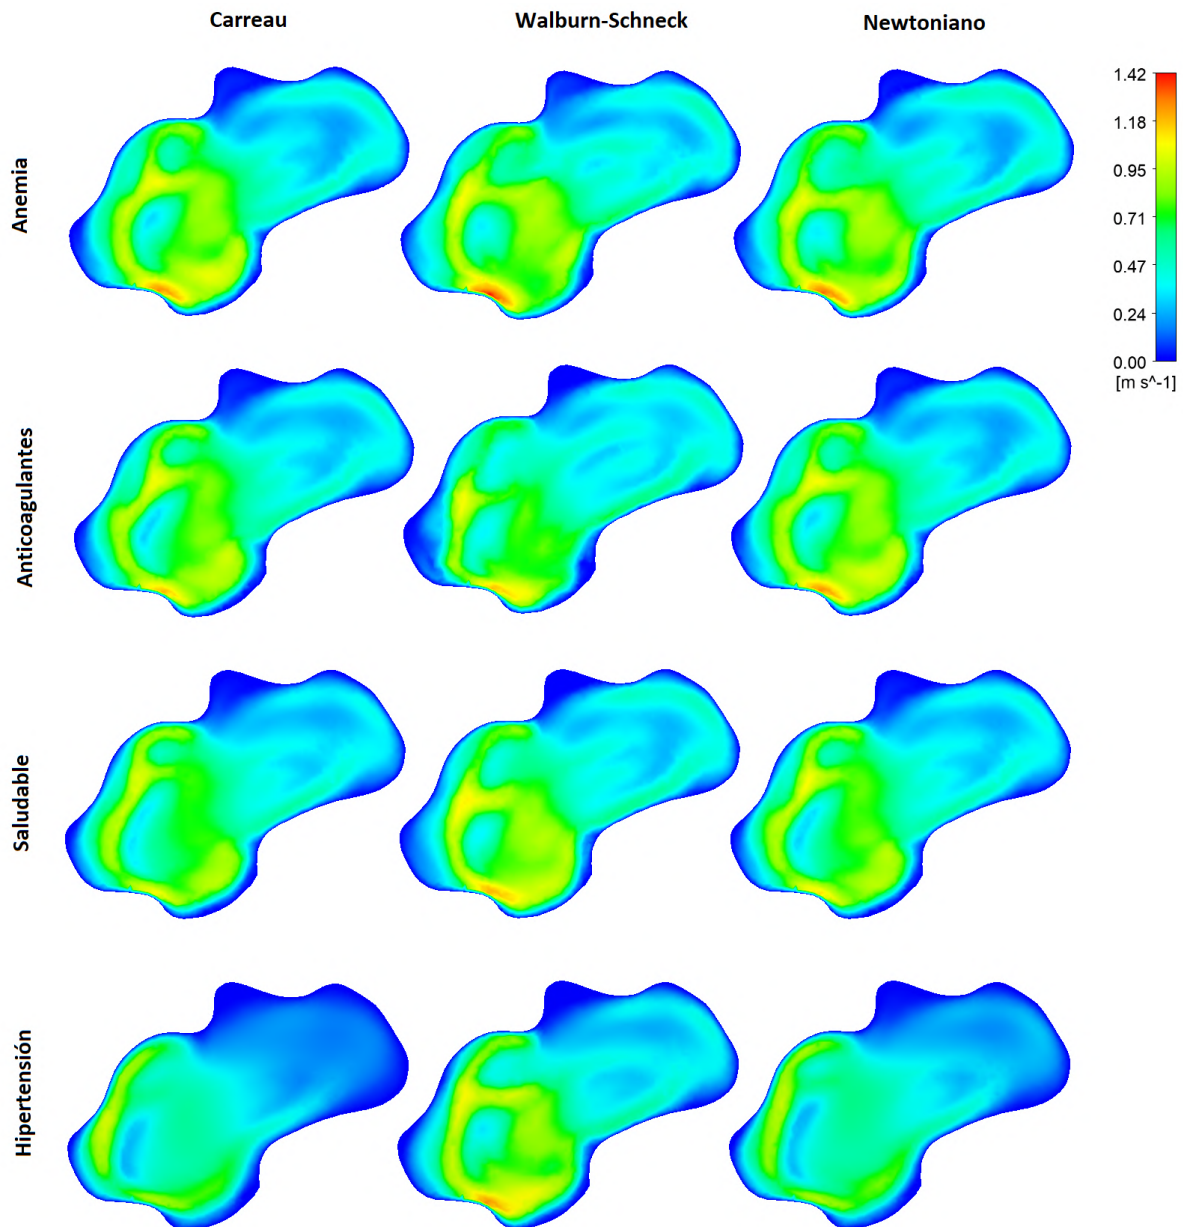 Carreau
Walburn-Schneck
Newtoniano
1.42
1.18
0.95
0.71
0.47
0.24
0.00
[m s^-1]
Anemia
Anticoagulantes
Saludable
Hipertensión